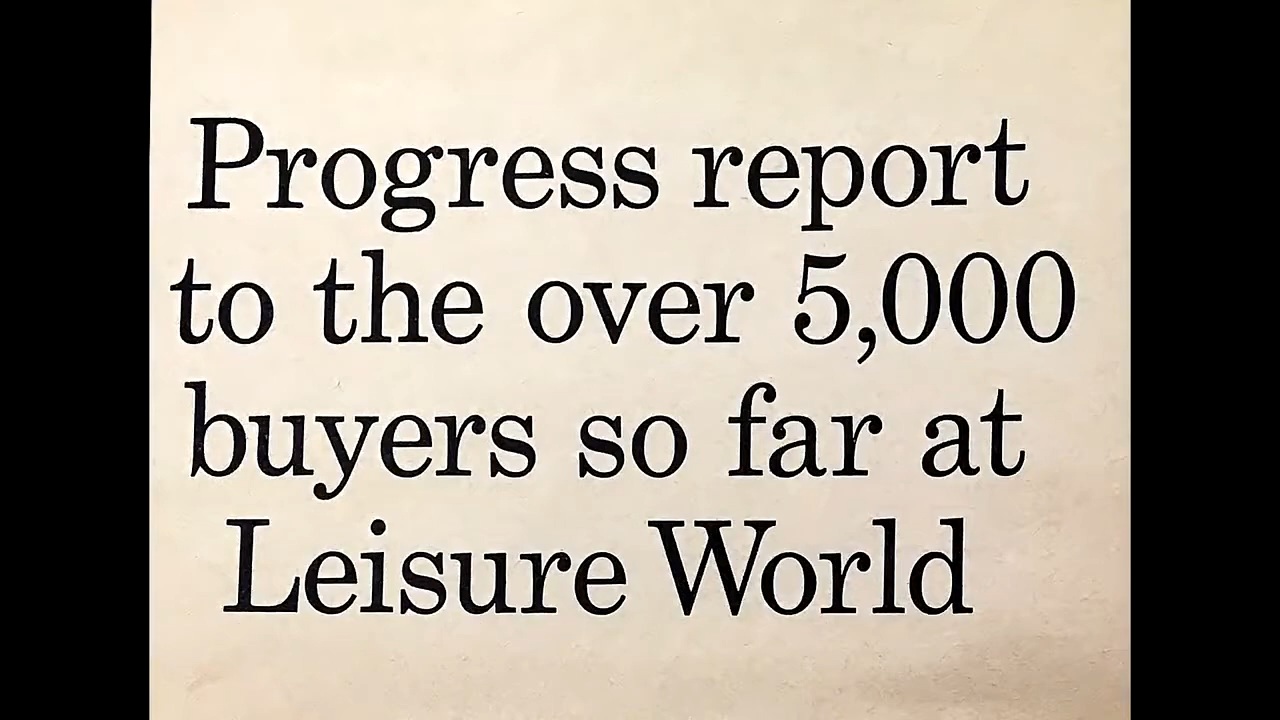 Progress report
to the over 5,000
buyers so far at
Leisure World